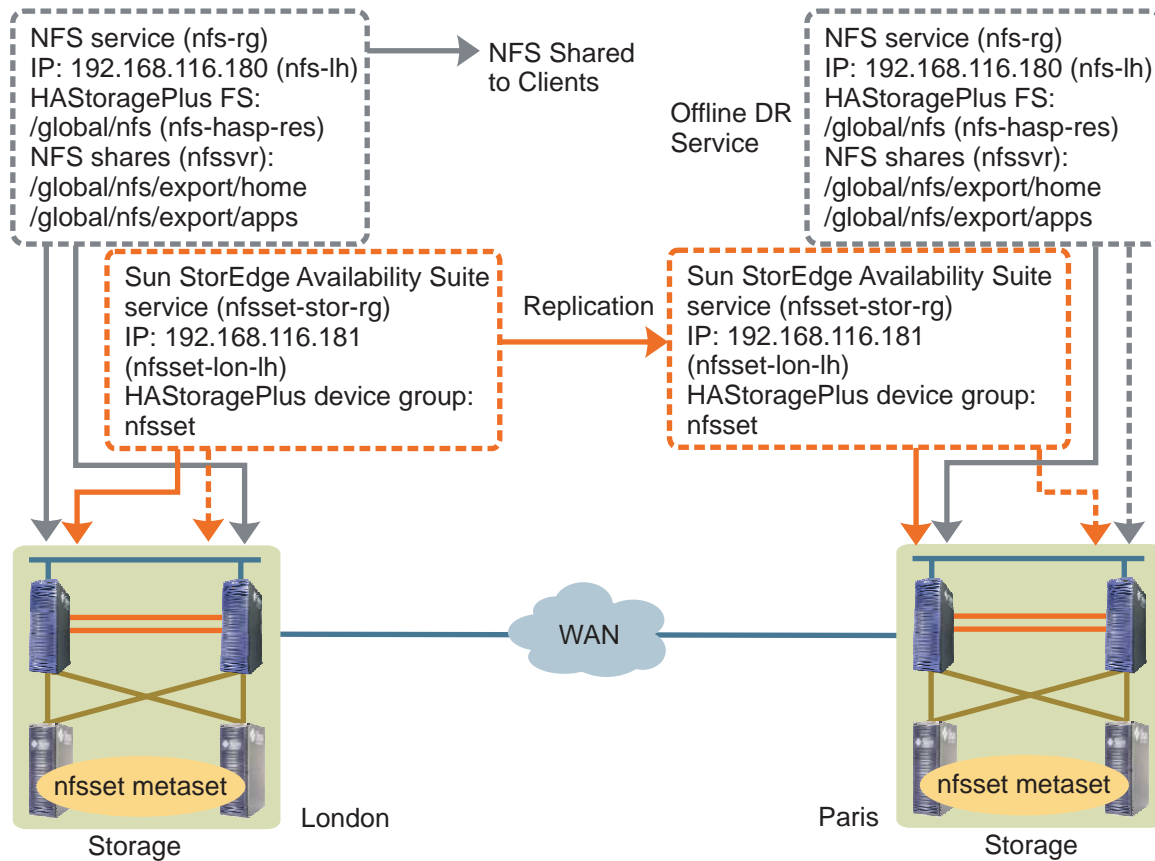 NFS service (nfs-rg)
IP: 192.168.116.180 (nfs-lh)
HAStoragePlus FS:
/global/nfs (nfs-hasp-res)
NFS shares (nfssvr):
/global/nfs/export/home
/global/nfs/export/apps
NFS Shared
to Clients
Offline DR
Service
NFS service (nfs-rg)
IP: 192.168.116.180 (nfs-lh)
HAStoragePlus FS:
/global/nfs (nfs-hasp-res)
NFS shares (nfssvr):
/global/nfs/export/home
/global/nfs/export/apps
Sun StorEdge Availability Suite
service (nfsset-stor-rg)
IP: 192.168.116.181
(nfsset-lon-lh)
HAStoragePlus device group:
nfsset
Replication
Sun StorEdge Availability Suite
service (nfsset-stor-rg)
IP: 192.168.116.181
(nfsset-lon-lh)
HAStoragePlus device group:
nfsset
WAN
nfsset metaset
London
Storage
nfsset metaset
Paris
Storage